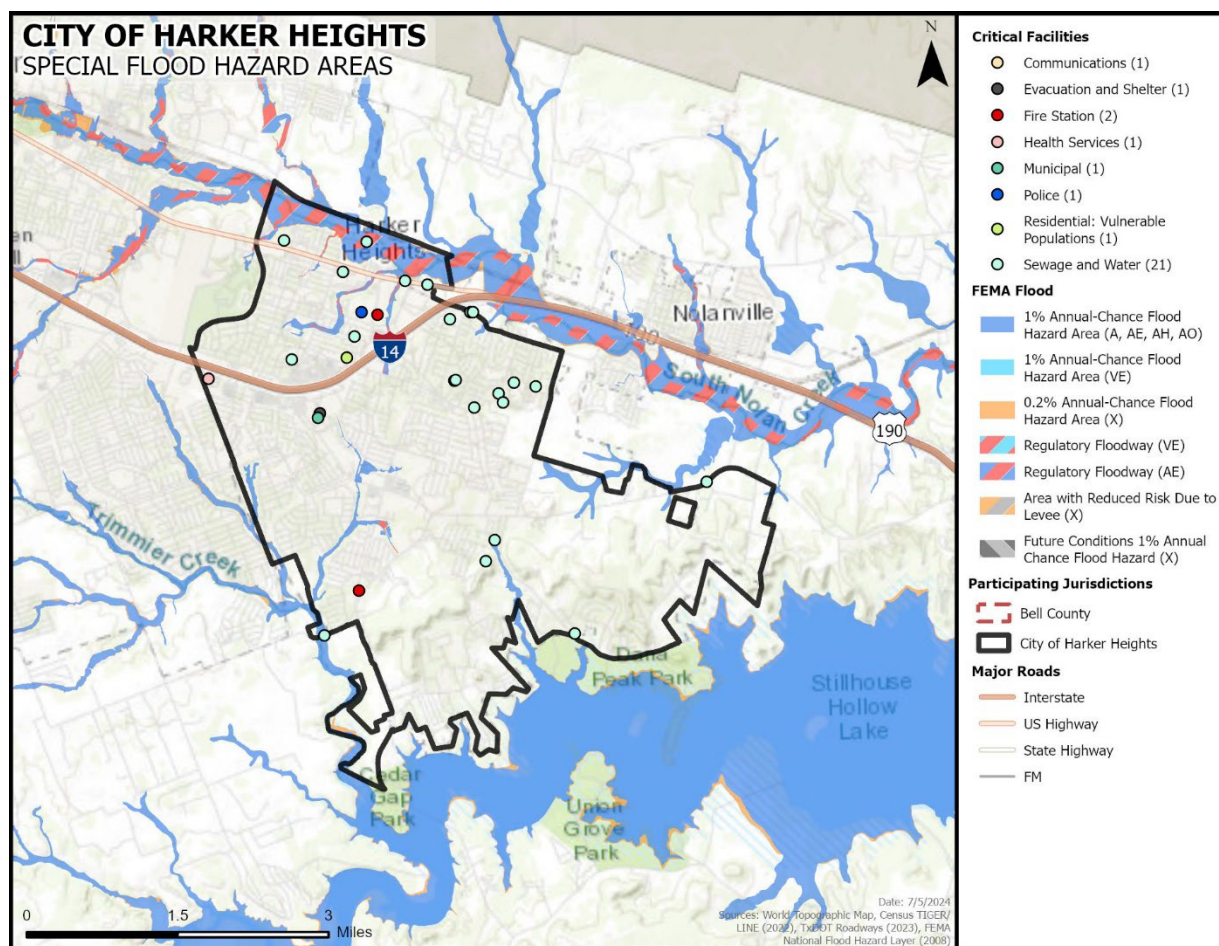 CITY OF HARKER HEIGHTS
SPECIAL FLOOD HAZARD AREAS
N
Harker
Heights
Nolanville
190
14
South Nolan Creek
190
Trimmier Creek
Dana
Peak Park
Stillhouse
Hollow
Lake
Cedar
Gap
Park
Union
Grove
Park
0
1.5
3
Miles
Date: 7/5/2024
Sources: World Topographic Map, Census TIGER/
LINE (2022), TxDOT Roadways (2023), FEMA
National Flood Hazard Layer (2008)
Critical Facilities
Communications (1)
Evacuation and Shelter (1)
Fire Station (2)
Health Services (1)
Municipal (1)
Police (1)
Residential: Vulnerable
Populations (1)
Sewage and Water (21)
FEMA Flood
1% Annual-Chance Flood
Hazard Area (A, AE, AH, AO)
1% Annual-Chance Flood
Hazard Area (VE)
0.2% Annual-Chance Flood
Hazard Area (X)
Regulatory Floodway (VE)
Regulatory Floodway (AE)
Area with Reduced Risk Due to
Levee (X)
Future Conditions 1% Annual
Chance Flood Hazard (X)
Participating Jurisdictions
Bell County
City of Harker Heights
Major Roads
Interstate
US Highway
State Highway
FM